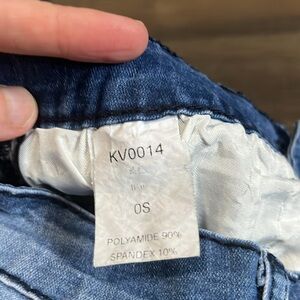 KV0014
0S
POLYAMIDE 90%
SPANDEX 10%